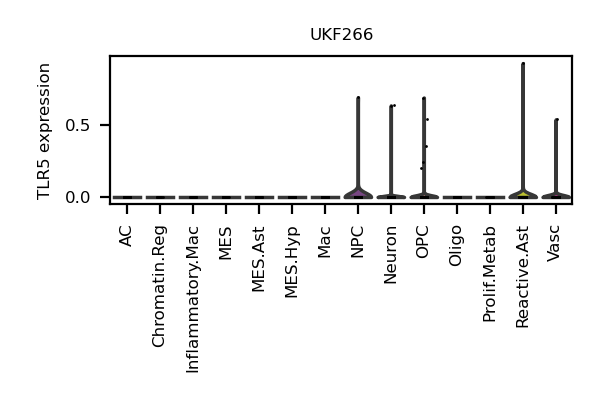 UKF266
TLR5 expression
0.5
0.0
AC
Chromatin.Reg
Inflammatory.Mac
MES
MES.Ast
MES.Hyp
Mac
NPC
Neuron
OPC
Oligo
Prolif.Metab
Reactive.Ast
Vasc